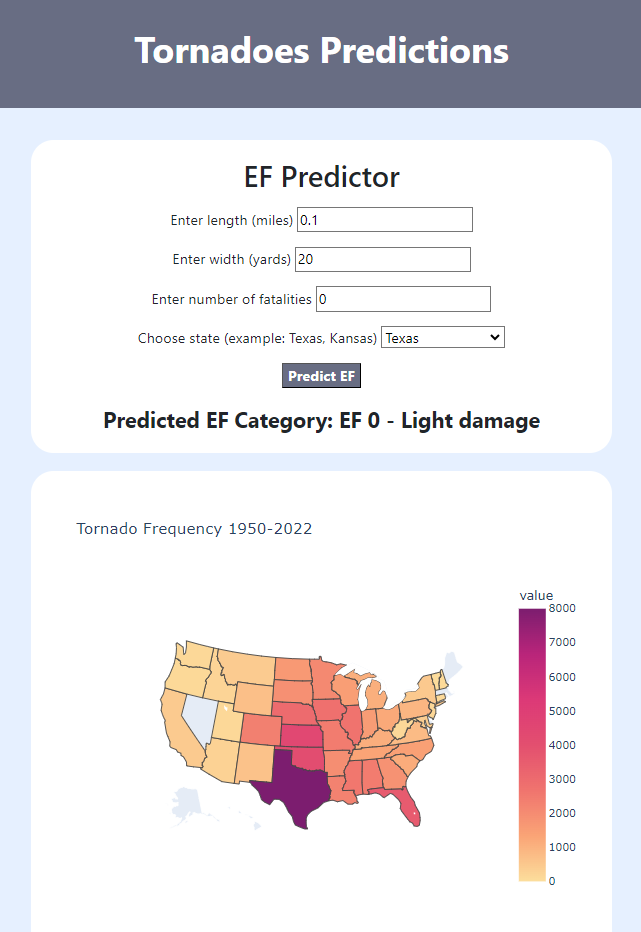 Tornadoes Predictions
EF Predictor
Enter length (miles) 0.1
Enter width (yards) 20
Enter number of fatalities 0
Choose state (example: Texas, Kansas) Texas
Predict EF
Predicted EF Category: EF 0 - Light damage
Tornado Frequency 1950-2022
value
8000
7000
6000
5000
4000
3000
2000
1000
0